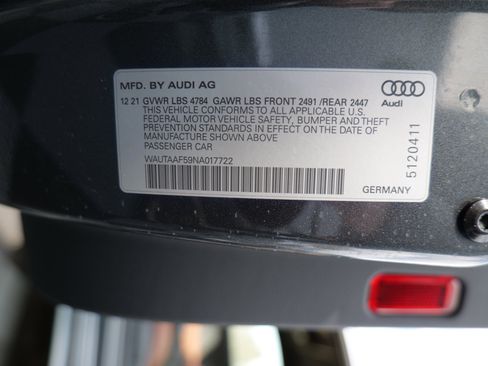 MFD. BY AUDI AG
12 21 GVWR LBS 4784 GAWR LBS FRONT 2491 /REAR 2447
THIS VEHICLE CONFORMS TO ALL APPLICABLE U.S.
FEDERAL MOTOR VEHICLE SAFETY, BUMPER AND THEFT
PREVENTION STANDARDS IN EFFECT ON THE DATE OF
MANUFACTURE SHOWN ABOVE
PASSENGER CAR
WAUTAAF59NA017722
Audi
5120411
GERMANY